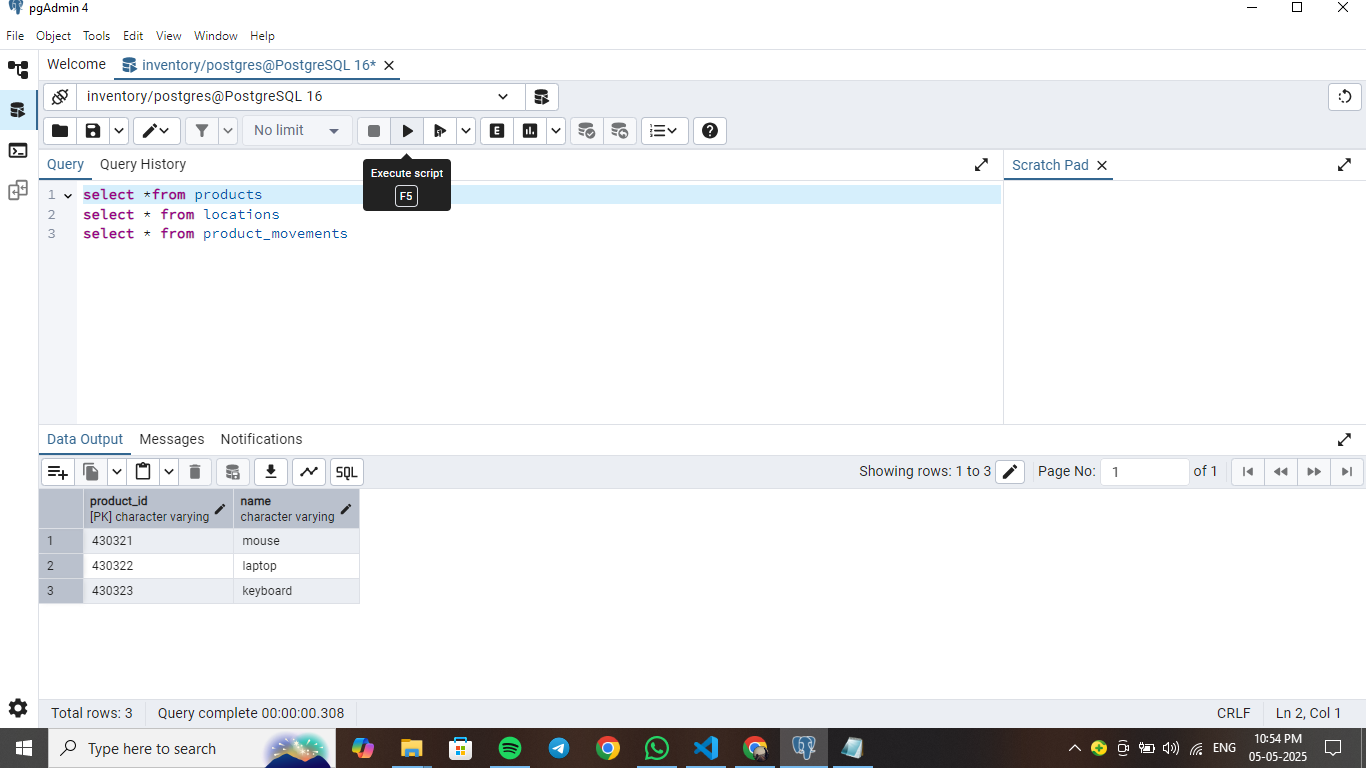 pgAdmin 4
File Object Tools Edit View Window Help
Welcome inventory/postgres@PostgreSQL 16*
inventory/postgres@PostgreSQL 16
No limit E
Query Query History Scratch Pad
Execute script
F5
1 select *from products
2 select * from locations
3 select * from product_movements
Data Output Messages Notifications
SQL Showing rows: 1 to 3 Page No: 1 of 1
product_id name
[PK] character varying character varying
1 430321 mouse
2 430322 laptop
3 430323 keyboard
Total rows: 3 Query complete 00:00:00.308 CRLF Ln 2, Col 1
Type here to search ENG 10:54 PM
05-05-2025